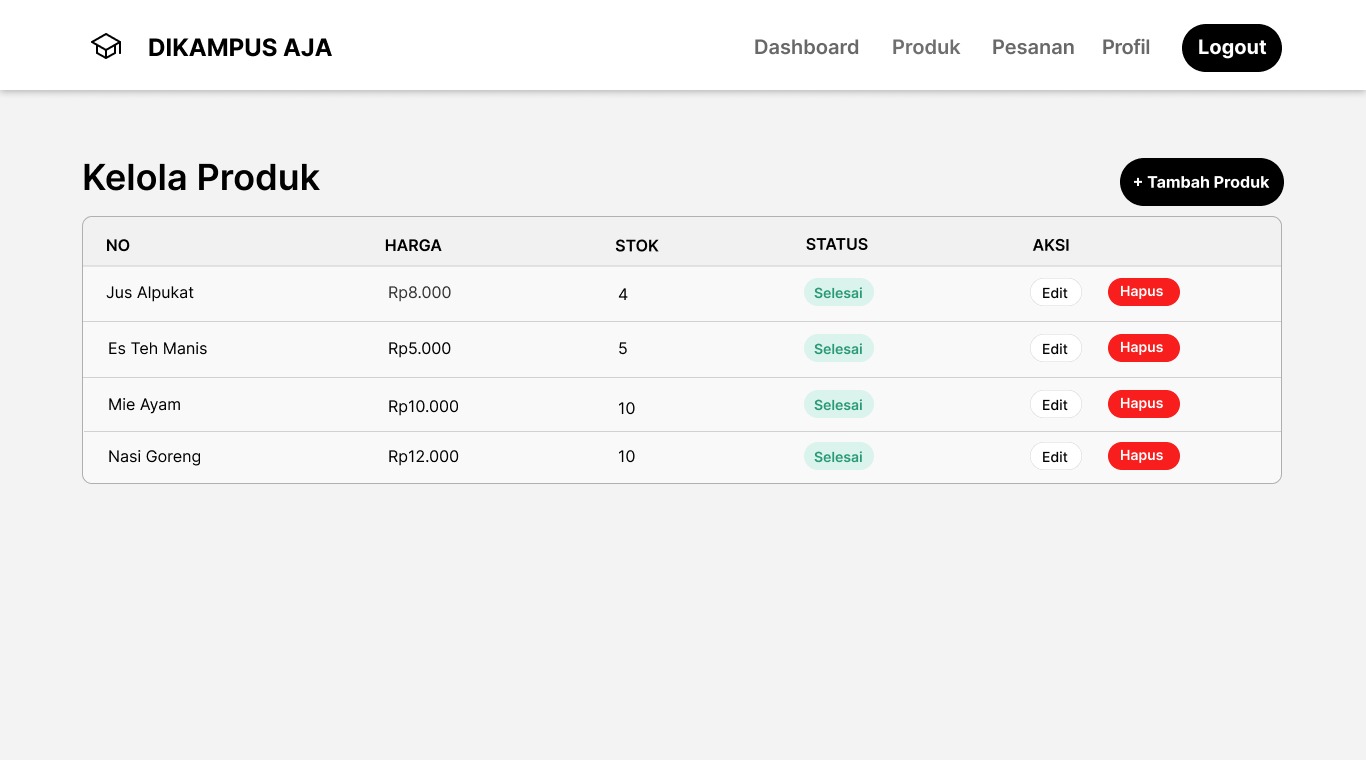 DIKAMPUS AJA Dashboard Produk Pesanan Profil Logout
Kelola Produk + Tambah Produk
NO HARGA STOK STATUS AKSI
Jus Alpukat Rp8.000 4 Selesai Edit Hapus
Es Teh Manis Rp5.000 5 Selesai Edit Hapus
Mie Ayam Rp10.000 10 Selesai Edit Hapus
Nasi Goreng Rp12.000 10 Selesai Edit Hapus